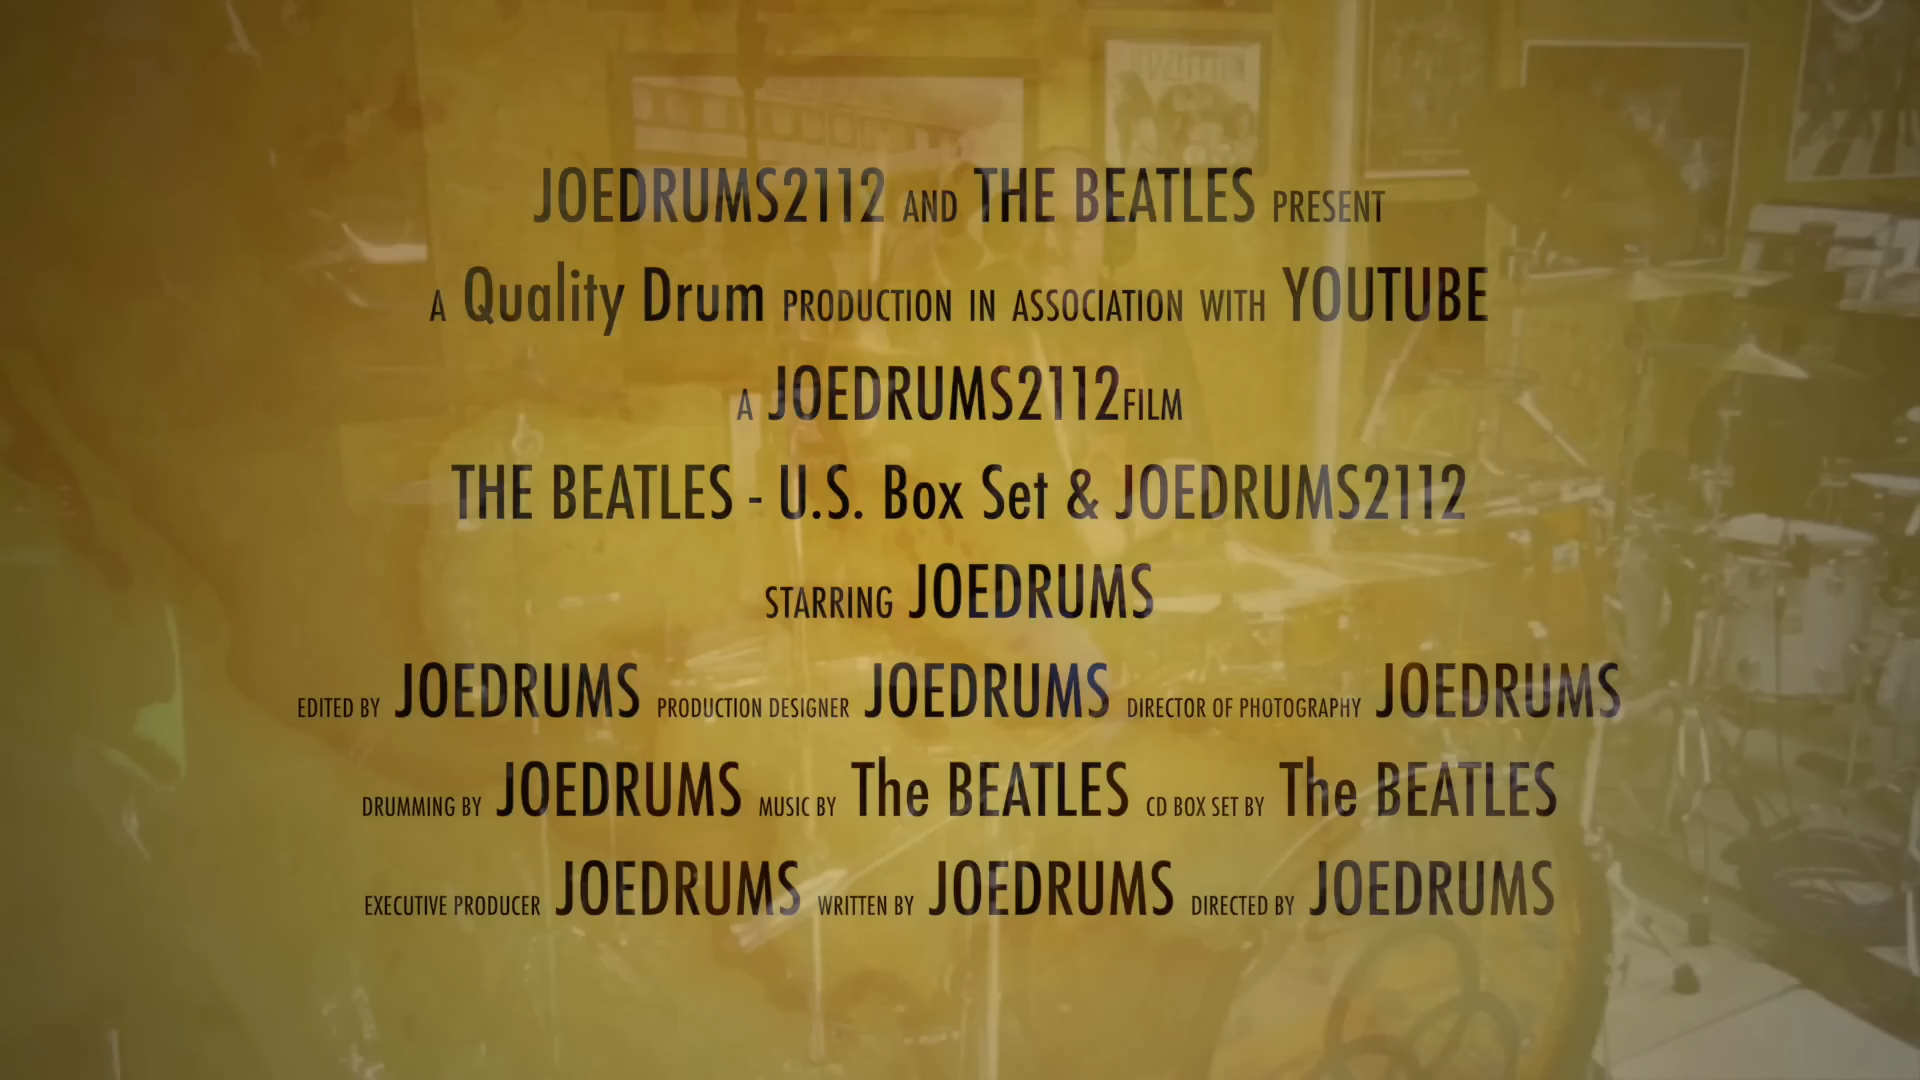 LED ZEPPELIN
JOEDRUMS2112 AND THE BEATLES PRESENT
A Quality Drum PRODUCTION IN ASSOCIATION WITH YOUTUBE
A JOEDRUMS2112FILM
THE BEATLES - U.S. Box Set & JOEDRUMS2112
STARRING JOEDRUMS
EDITED BY JOEDRUMS PRODUCTION DESIGNER JOEDRUMS DIRECTOR OF PHOTOGRAPHY JOEDRUMS
DRUMMING BY JOEDRUMS MUSIC BY The BEATLES CD BOX SET BY The BEATLES
EXECUTIVE PRODUCER JOEDRUMS WRITTEN BY JOEDRUMS DIRECTED BY JOEDRUMS